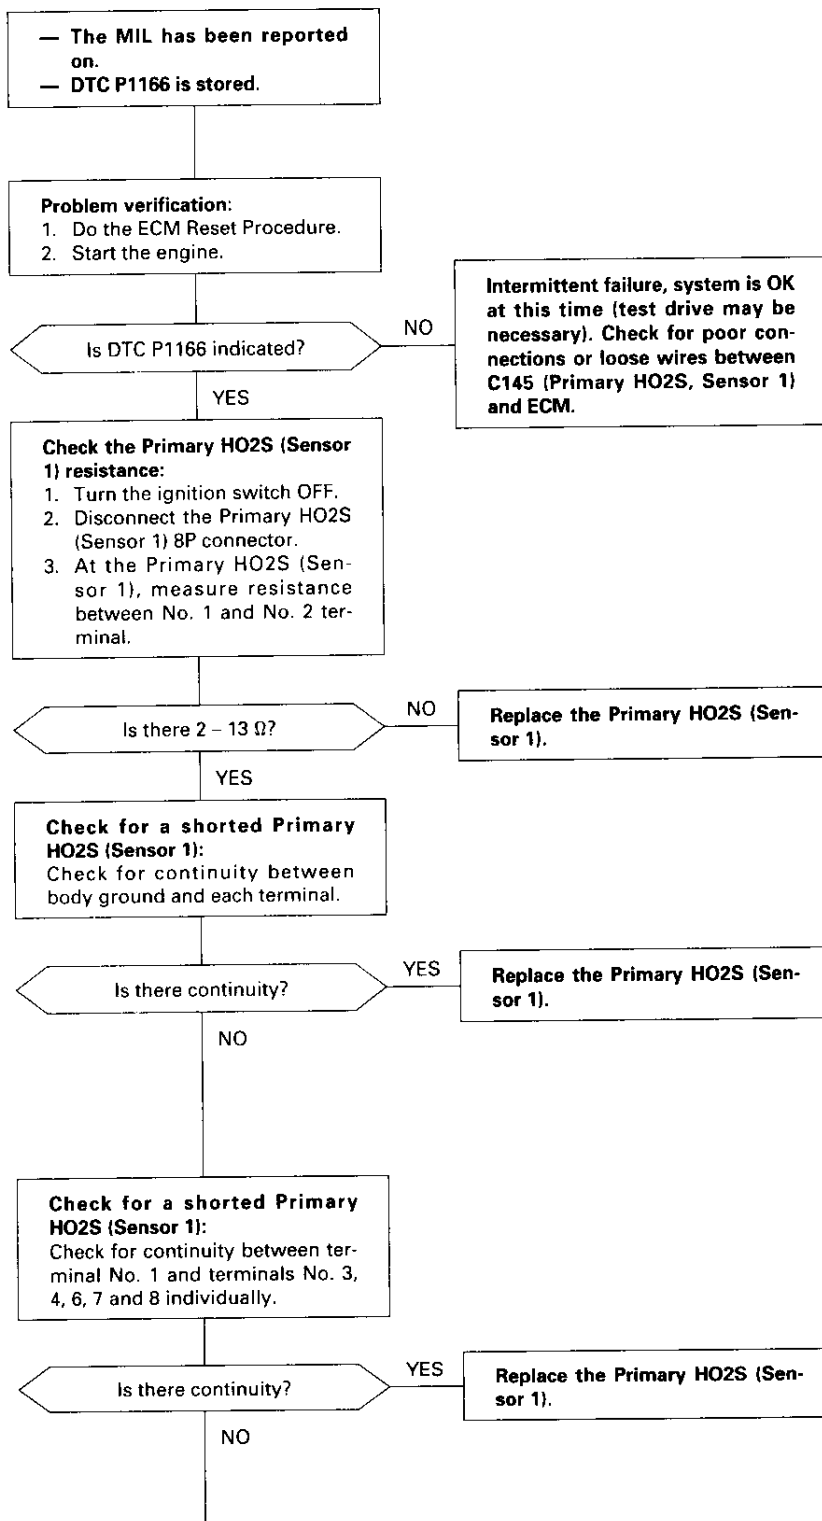 — The MIL has been reported
on.
— DTC P1166 is stored.
Problem verification:
1. Do the ECM Reset Procedure.
2. Start the engine.
Is DTC P1166 indicated?
NO
Intermittent failure, system is OK
at this time (test drive may be
necessary). Check for poor con-
nections or loose wires between
C145 (Primary HO2S, Sensor 1)
and ECM.
YES
Check the Primary HO2S (Sensor
1) resistance:
1. Turn the ignition switch OFF.
2. Disconnect the Primary HO2S
(Sensor 1) 8P connector.
3. At the Primary HO2S (Sen-
sor 1), measure resistance
between No. 1 and No. 2 ter-
minal.
Is there 2 – 13 Ω?
NO
Replace the Primary HO2S (Sen-
sor 1).
YES
Check for a shorted Primary
HO2S (Sensor 1):
Check for continuity between
body ground and each terminal.
Is there continuity?
YES
Replace the Primary HO2S (Sen-
sor 1).
NO
Check for a shorted Primary
HO2S (Sensor 1):
Check for continuity between ter-
minal No. 1 and terminals No. 3,
4, 6, 7 and 8 individually.
Is there continuity?
YES
Replace the Primary HO2S (Sen-
sor 1).
NO